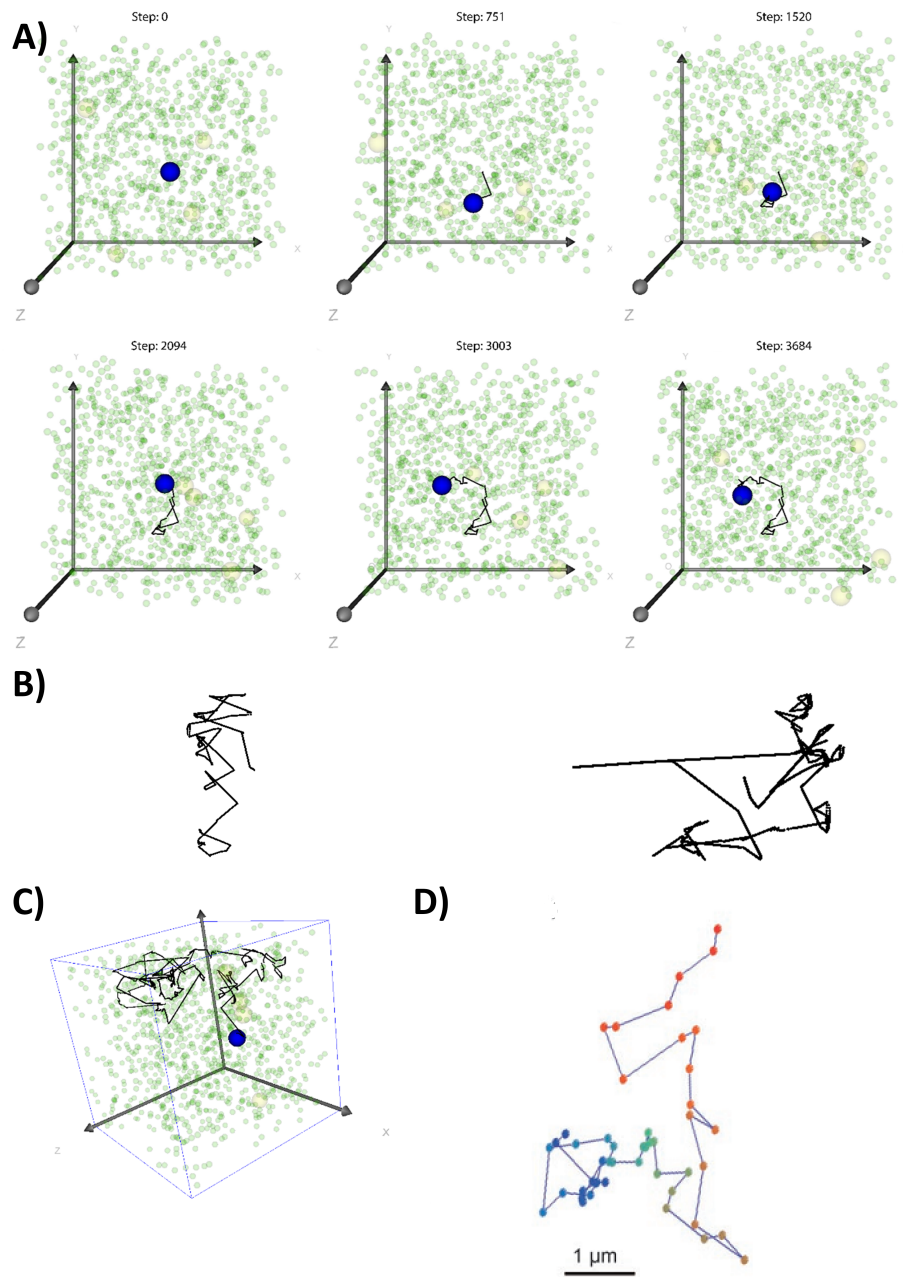 A)
Step: 0
Step: 751
Step: 1520
Y
Y
Y
X
X
X
Z
Z
Z
Step: 2094
Step: 3003
Step: 3684
Y
Y
Y
X
X
X
Z
Z
Z
B)
C)
D)
Z
X
1 µm